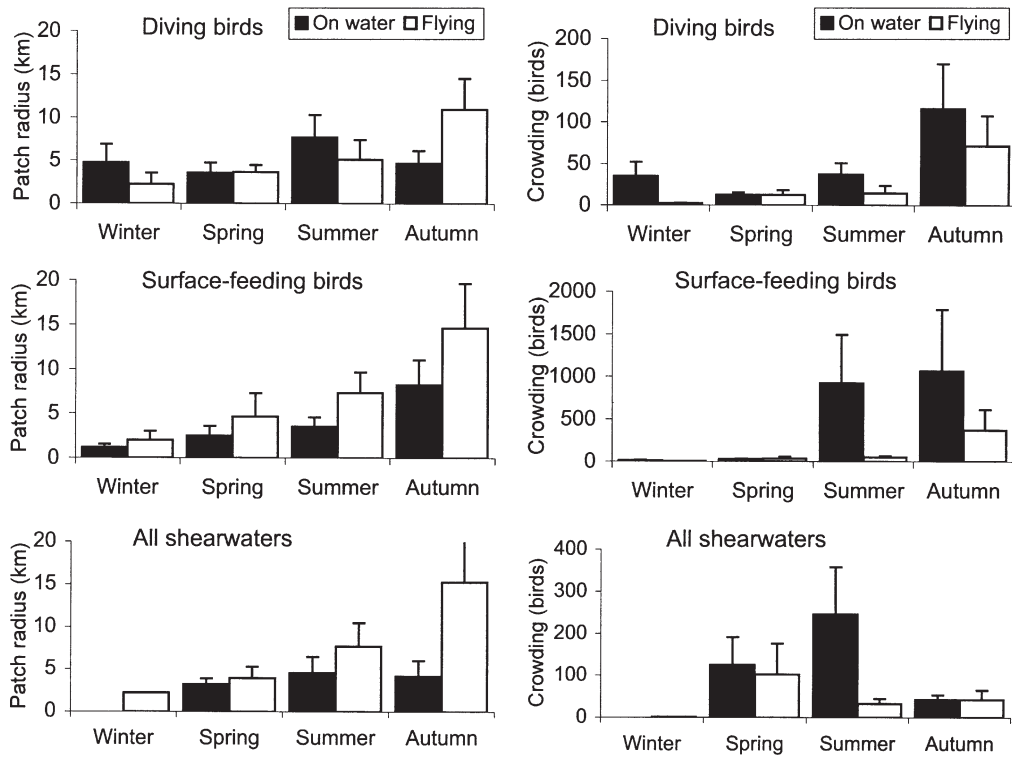 Diving birds
On water Flying
Patch radius (km)
20
15
10
5
0
Winter Spring Summer Autumn
Diving birds
On water Flying
Crowding (birds)
200
150
100
50
0
Winter Spring Summer Autumn
Surface-feeding birds
Patch radius (km)
20
15
10
5
0
Winter Spring Summer Autumn
Surface-feeding birds
Crowding (birds)
2000
1500
1000
500
0
Winter Spring Summer Autumn
All shearwaters
Patch radius (km)
20
15
10
5
0
Winter Spring Summer Autumn
All shearwaters
Crowding (birds)
400
300
200
100
0
Winter Spring Summer Autumn